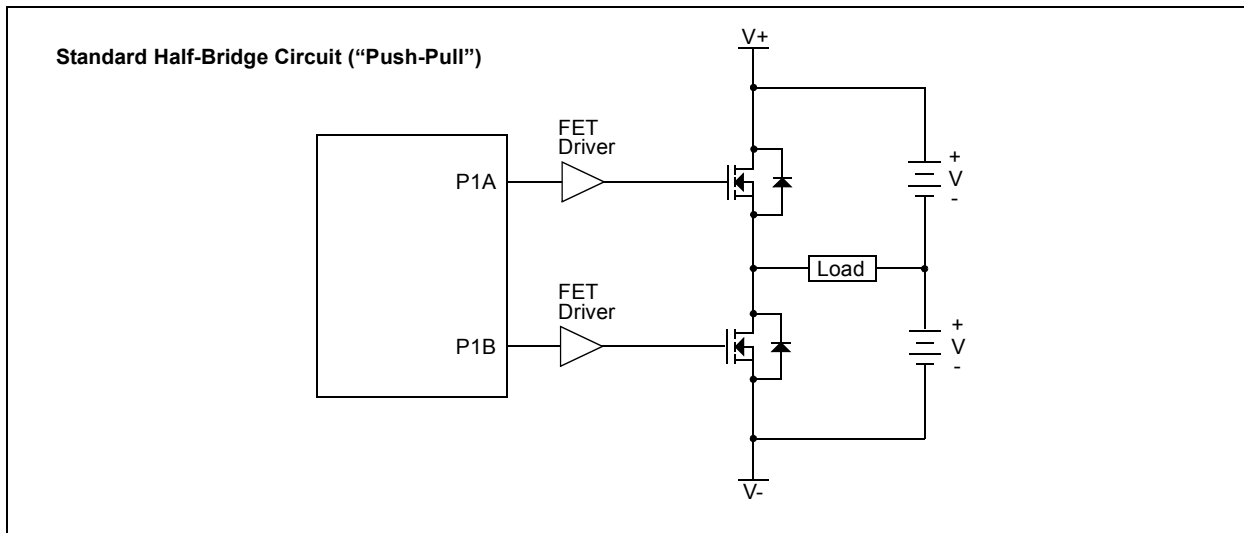 Standard Half-Bridge Circuit (“Push-Pull”)
V+
FET
Driver
P1A
+
V
-
Load
FET
Driver
P1B
+
V
-
V-